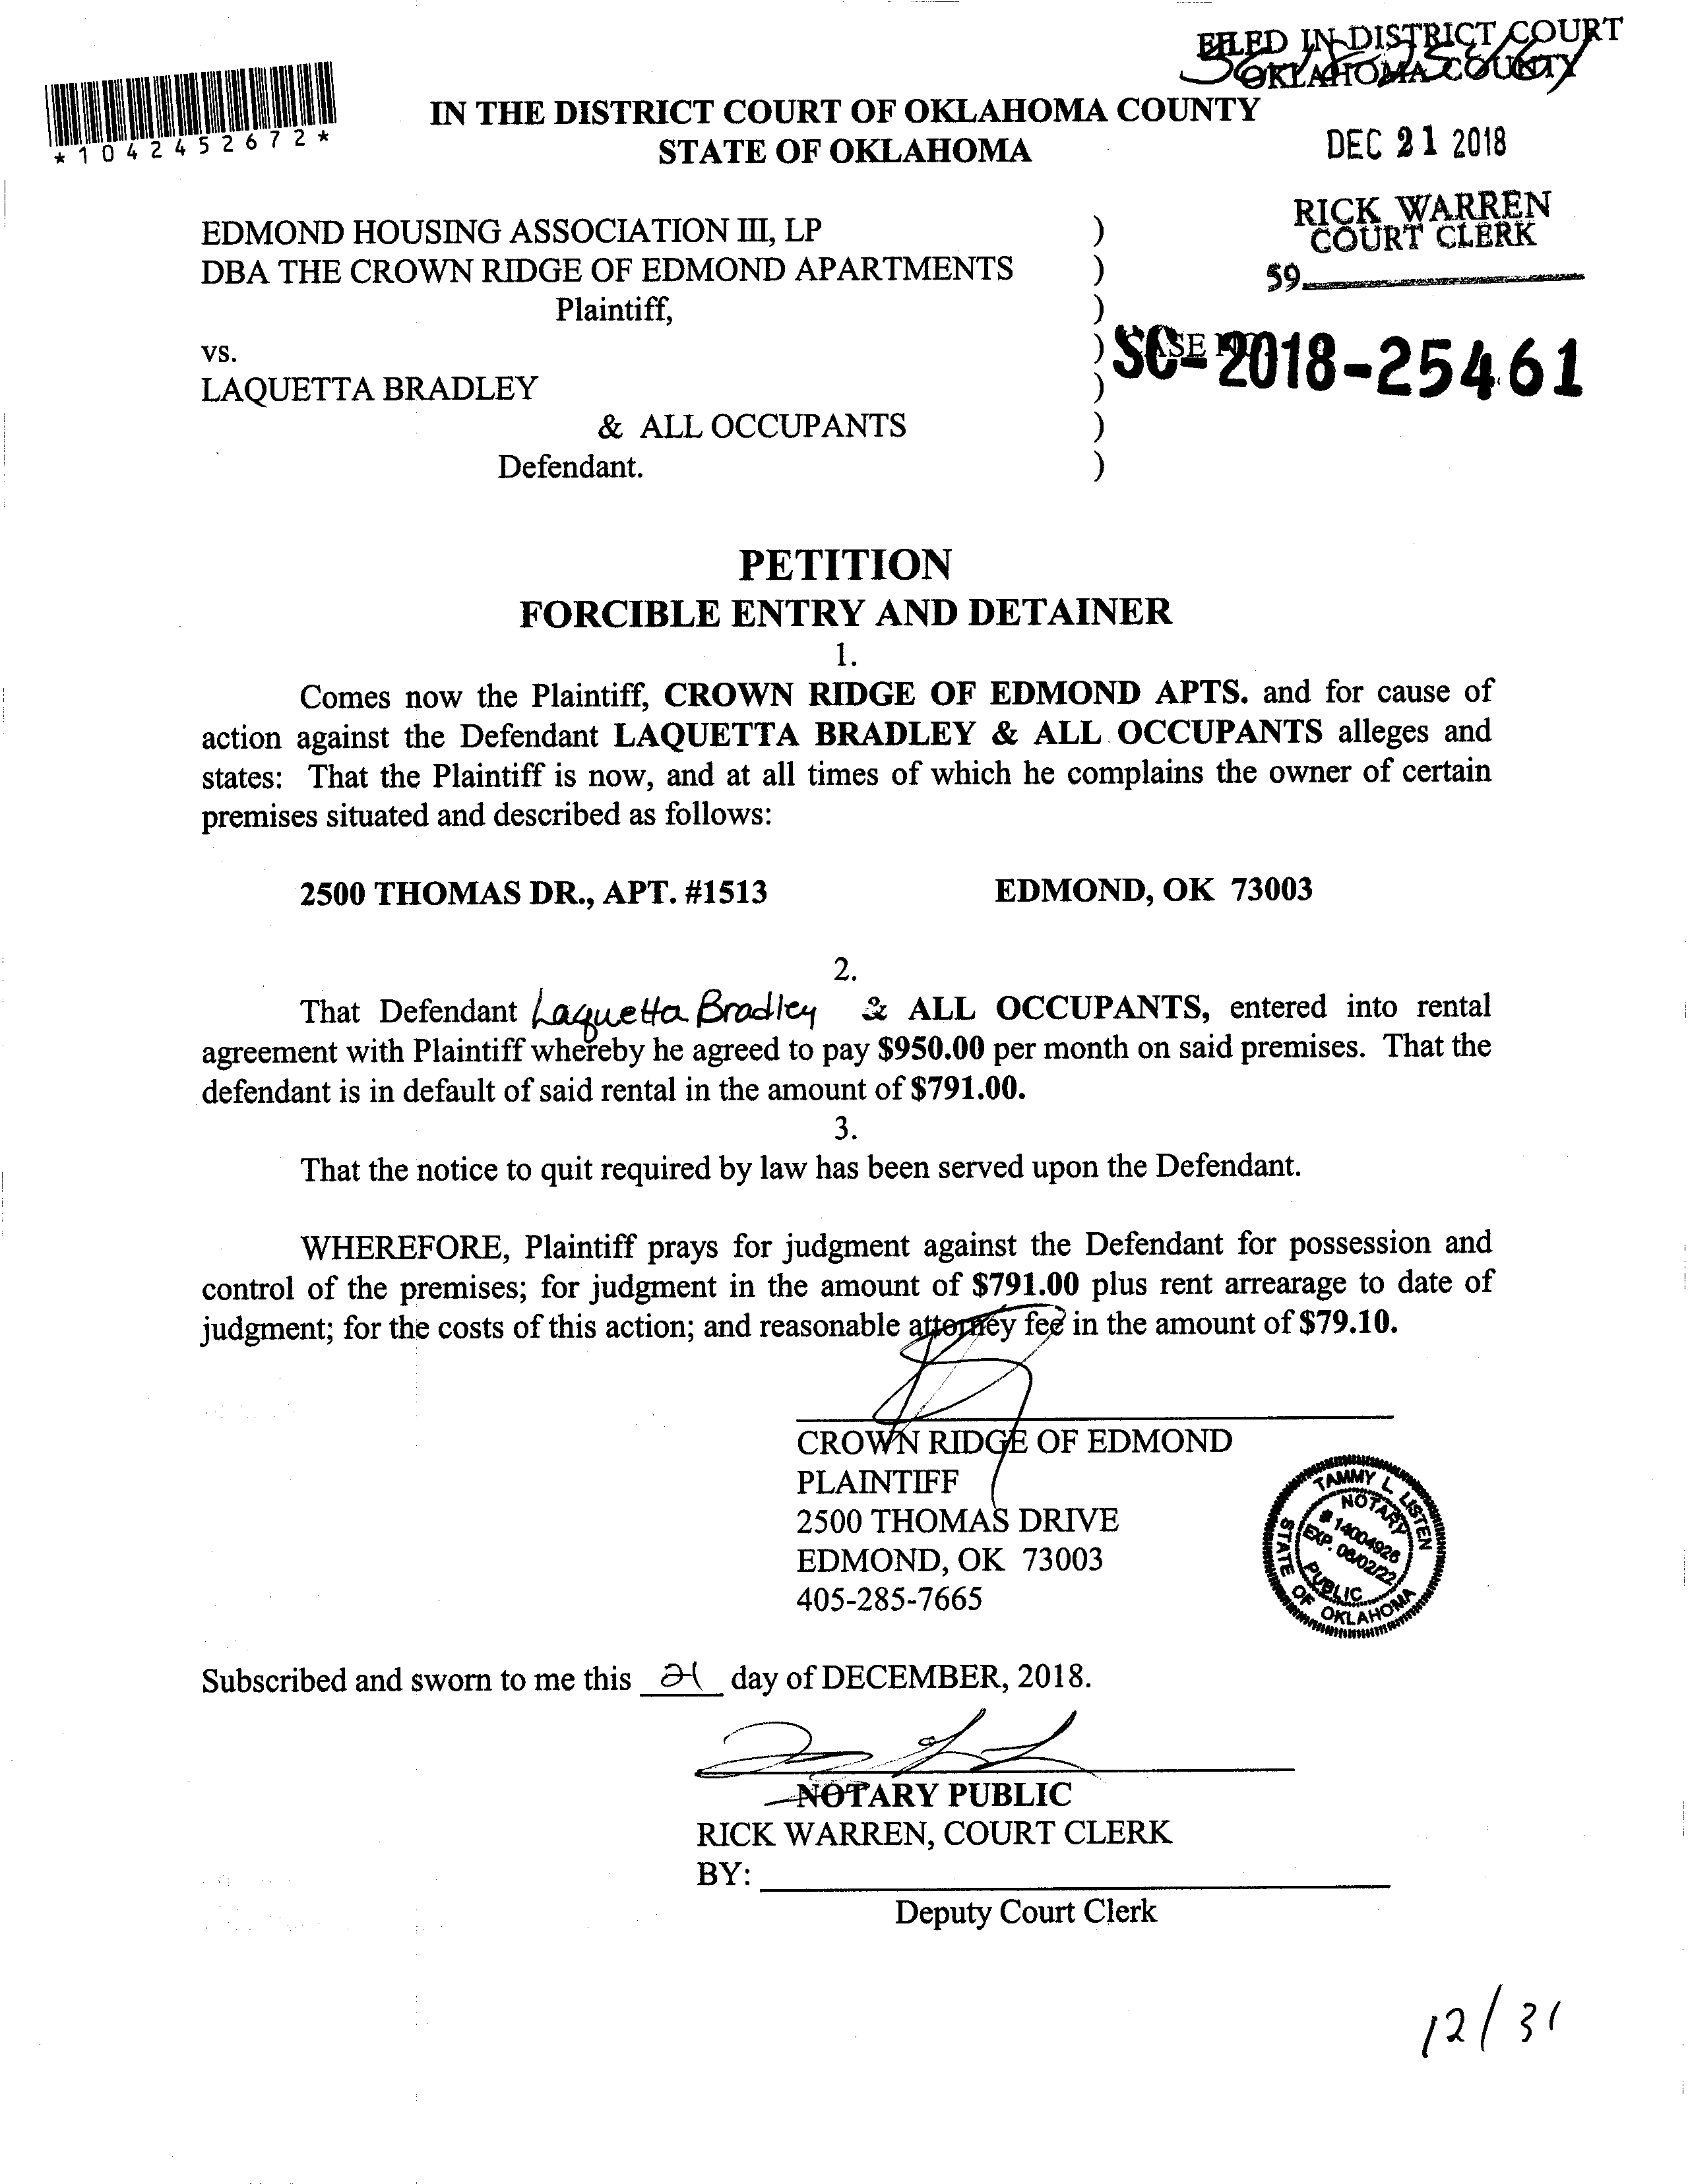 FILED IN DISTRICT COURT
OKLAHOMA COUNTY
*1042452672*
IN THE DISTRICT COURT OF OKLAHOMA COUNTY
STATE OF OKLAHOMA
DEC 21 2018
RICK WARREN
COURT CLERK
59
EDMOND HOUSING ASSOCIATION III, LP )
DBA THE CROWN RIDGE OF EDMOND APARTMENTS )
Plaintiff, )
vs. ) CASE NO. SC-2018-25461
LAQUETTA BRADLEY )
& ALL OCCUPANTS )
Defendant. )
PETITION
FORCIBLE ENTRY AND DETAINER
1.
Comes now the Plaintiff, CROWN RIDGE OF EDMOND APTS. and for cause of
action against the Defendant LAQUETTA BRADLEY & ALL OCCUPANTS alleges and
states: That the Plaintiff is now, and at all times of which he complains the owner of certain
premises situated and described as follows:
2500 THOMAS DR., APT. #1513 EDMOND, OK 73003
2.
That Defendant Laquetta Bradley & ALL OCCUPANTS, entered into rental
agreement with Plaintiff whereby he agreed to pay $950.00 per month on said premises. That the
defendant is in default of said rental in the amount of $791.00.
3.
That the notice to quit required by law has been served upon the Defendant.
WHEREFORE, Plaintiff prays for judgment against the Defendant for possession and
control of the premises; for judgment in the amount of $791.00 plus rent arrearage to date of
judgment; for the costs of this action; and reasonable attorney fee in the amount of $79.10.
CROWN RIDGE OF EDMOND
PLAINTIFF
2500 THOMAS DRIVE
EDMOND, OK 73003
405-285-7665
TAMMY L. LISTEN
NOTARY
# 14004926
EXP. 06/02/22
PUBLIC
STATE OF OKLAHOMA
Subscribed and sworn to me this 21 day of DECEMBER, 2018.
NOTARY PUBLIC
RICK WARREN, COURT CLERK
BY:
Deputy Court Clerk
12/31